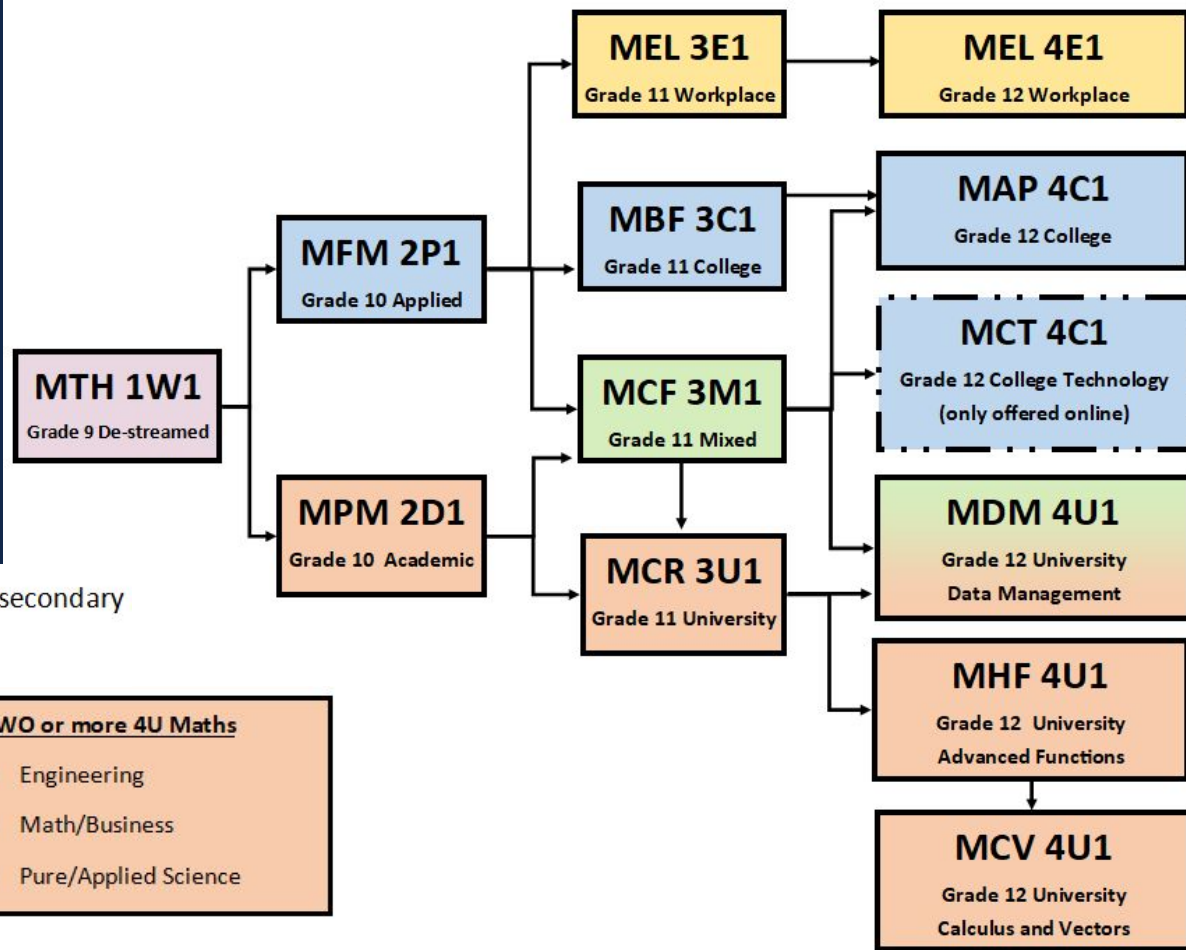 MEL 3E1
Grade 11 Workplace
MEL 4E1
Grade 12 Workplace
MFM 2P1
Grade 10 Applied
MBF 3C1
Grade 11 College
MAP 4C1
Grade 12 College
MTH 1W1
Grade 9 De-streamed
MCF 3M1
Grade 11 Mixed
MCT 4C1
Grade 12 College Technology
(only offered online)
MPM 2D1
Grade 10 Academic
MCR 3U1
Grade 11 University
MDM 4U1
Grade 12 University
Data Management
MHF 4U1
Grade 12 University
Advanced Functions
MCV 4U1
Grade 12 University
Calculus and Vectors
secondary
WO or more 4U Maths
Engineering
Math/Business
Pure/Applied Science